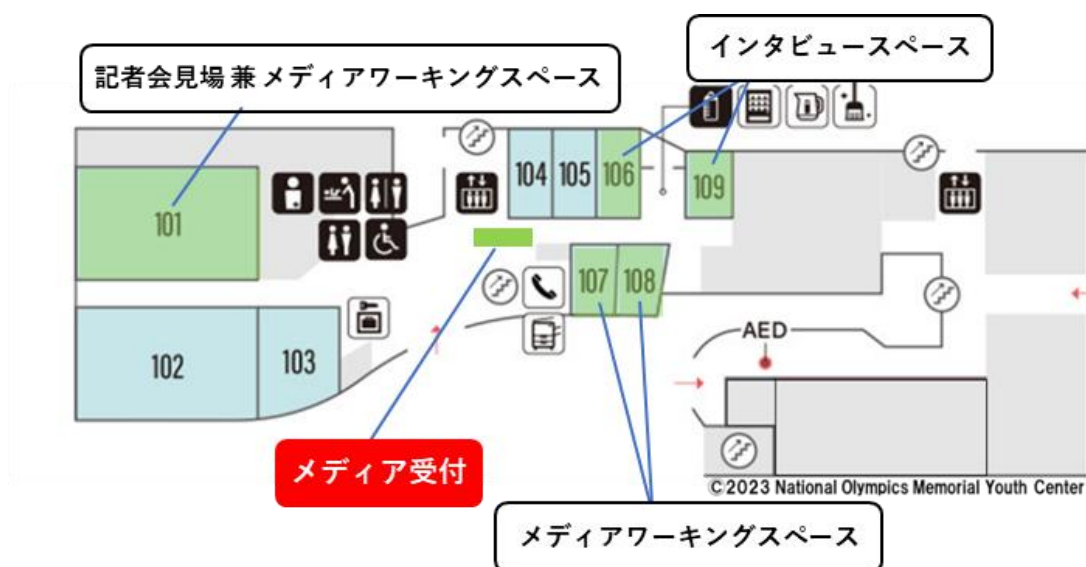 インタビュースペース
記者会見場 兼 メディアワーキングスペース
104 105 106
109
101
107 108
AED
102 103
メディア受付
©2023 National Olympics Memorial Youth Center
メディアワーキングスペース